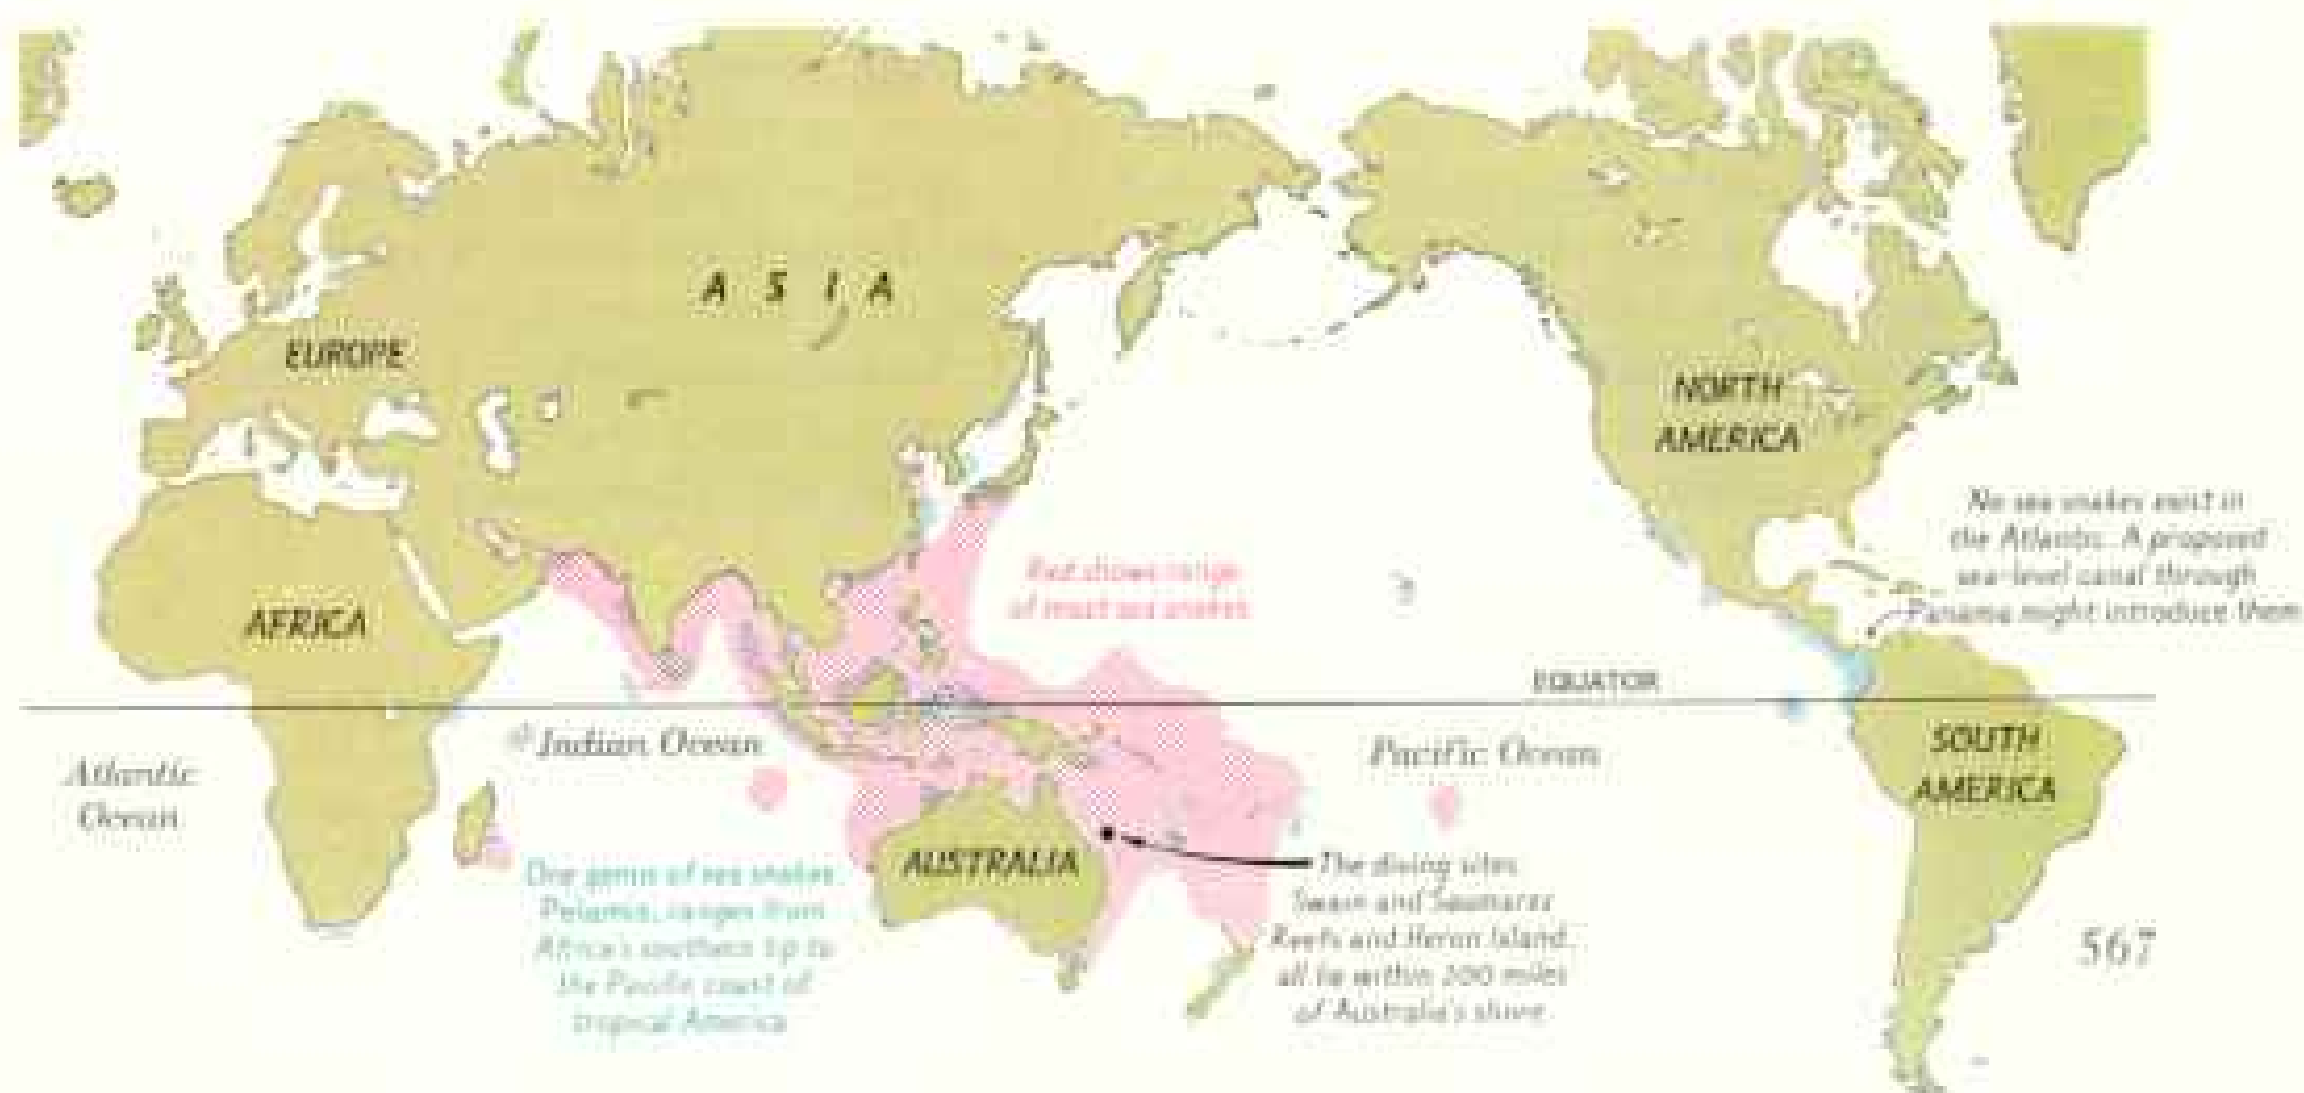 ASIA
EUROPE
NORTH
AMERICA
No sea snakes exist in
the Atlantic. A proposed
sea-level canal through
Panama might introduce them
Red shows range
of most sea snakes
AFRICA
EQUATOR
Indian Ocean
Pacific Ocean
SOUTH
AMERICA
Atlantic
Ocean
AUSTRALIA
The diving sites
Swain and Saumarez
Reefs and Heron Island
all lie within 200 miles
of Australia's shore
One genus of sea snakes
Pelamis, ranges from
Africa's southern tip to
the Pacific coast of
tropical America
567